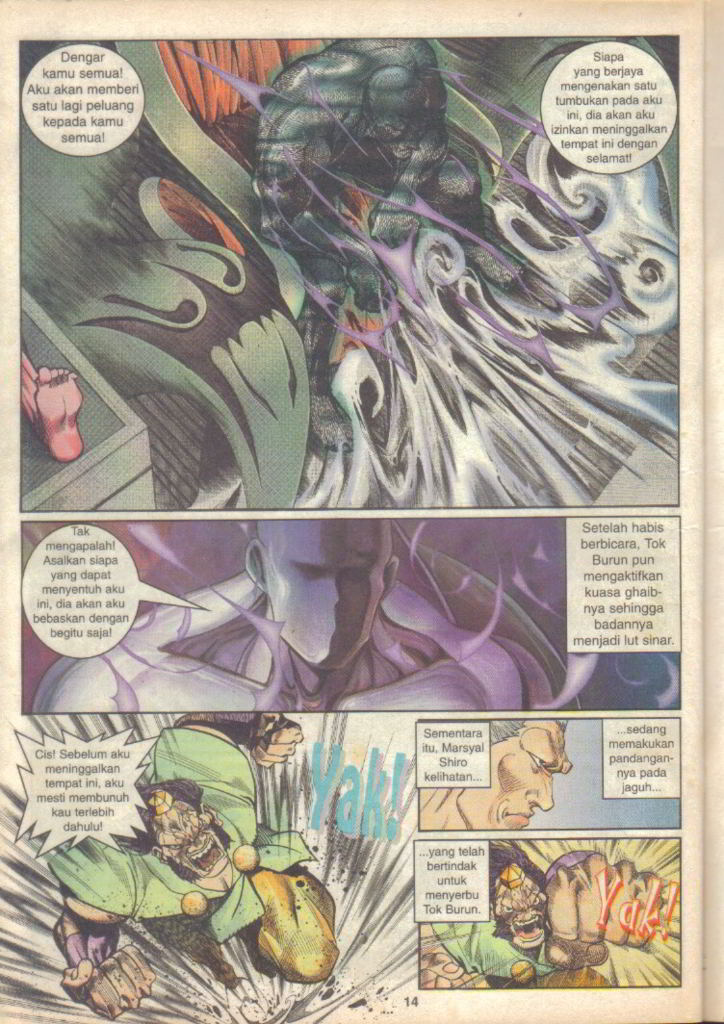 Dengar
kamu semua!
Aku akan memberi
satu lagi peluang
kepada kamu
semua!
Siapa
yang berjaya
mengenakan satu
tumbukan pada aku
ini, dia akan aku
izinkan meninggalkan
tempat ini dengan
selamat!
Tak
mengapalah!
Asalkan siapa
yang dapat
menyentuh aku
ini, dia akan aku
bebaskan dengan
begitu saja!
Setelah habis
berbicara, Tok
Burun pun
mengaktifkan
kuasa ghaib-
nya sehingga
badannya
menjadi lut sinar.
Cis! Sebelum aku
meninggalkan
tempat ini, aku
mesti membunuh
kau terlebih
dahulu!
Yak!
Sementara
itu, Marsyal
Shiro
kelihatan...
...sedang
memakukan
pandangan-
nya pada
jaguh...
...yang telah
bertindak
untuk
menyerbu
Tok Burun.
Yak!
14